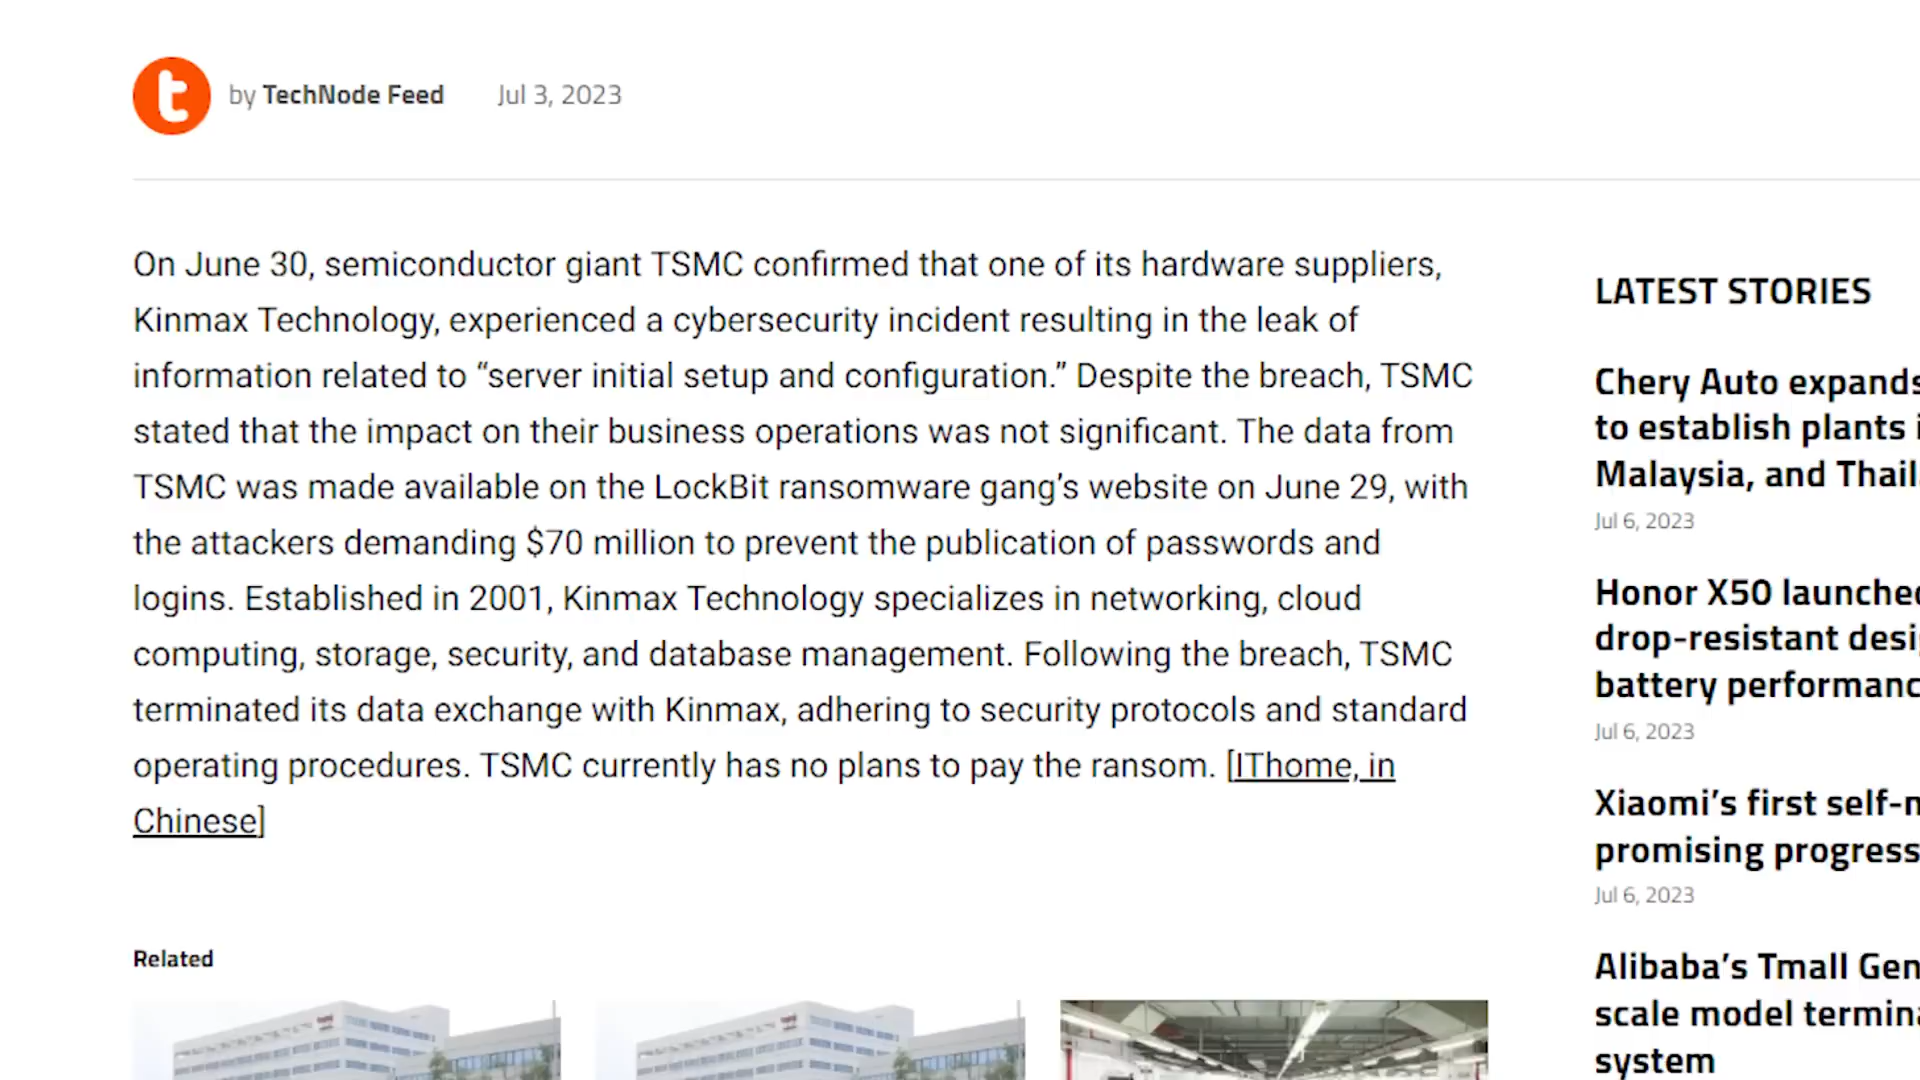 by TechNode Feed Jul 3, 2023
On June 30, semiconductor giant TSMC confirmed that one of its hardware suppliers,
Kinmax Technology, experienced a cybersecurity incident resulting in the leak of
information related to “server initial setup and configuration.” Despite the breach, TSMC
stated that the impact on their business operations was not significant. The data from
TSMC was made available on the LockBit ransomware gang’s website on June 29, with
the attackers demanding $70 million to prevent the publication of passwords and
logins. Established in 2001, Kinmax Technology specializes in networking, cloud
computing, storage, security, and database management. Following the breach, TSMC
terminated its data exchange with Kinmax, adhering to security protocols and standard
operating procedures. TSMC currently has no plans to pay the ransom. [IThome, in
Chinese]
Related
LATEST STORIES
Chery Auto expands
to establish plants
Malaysia, and
Jul 6, 2023
Honor X50
drop-resistant
battery
Jul 6, 2023
Xiaomi’s first
promising progress
Jul 6, 2023
Alibaba’s Tmall
scale model
system